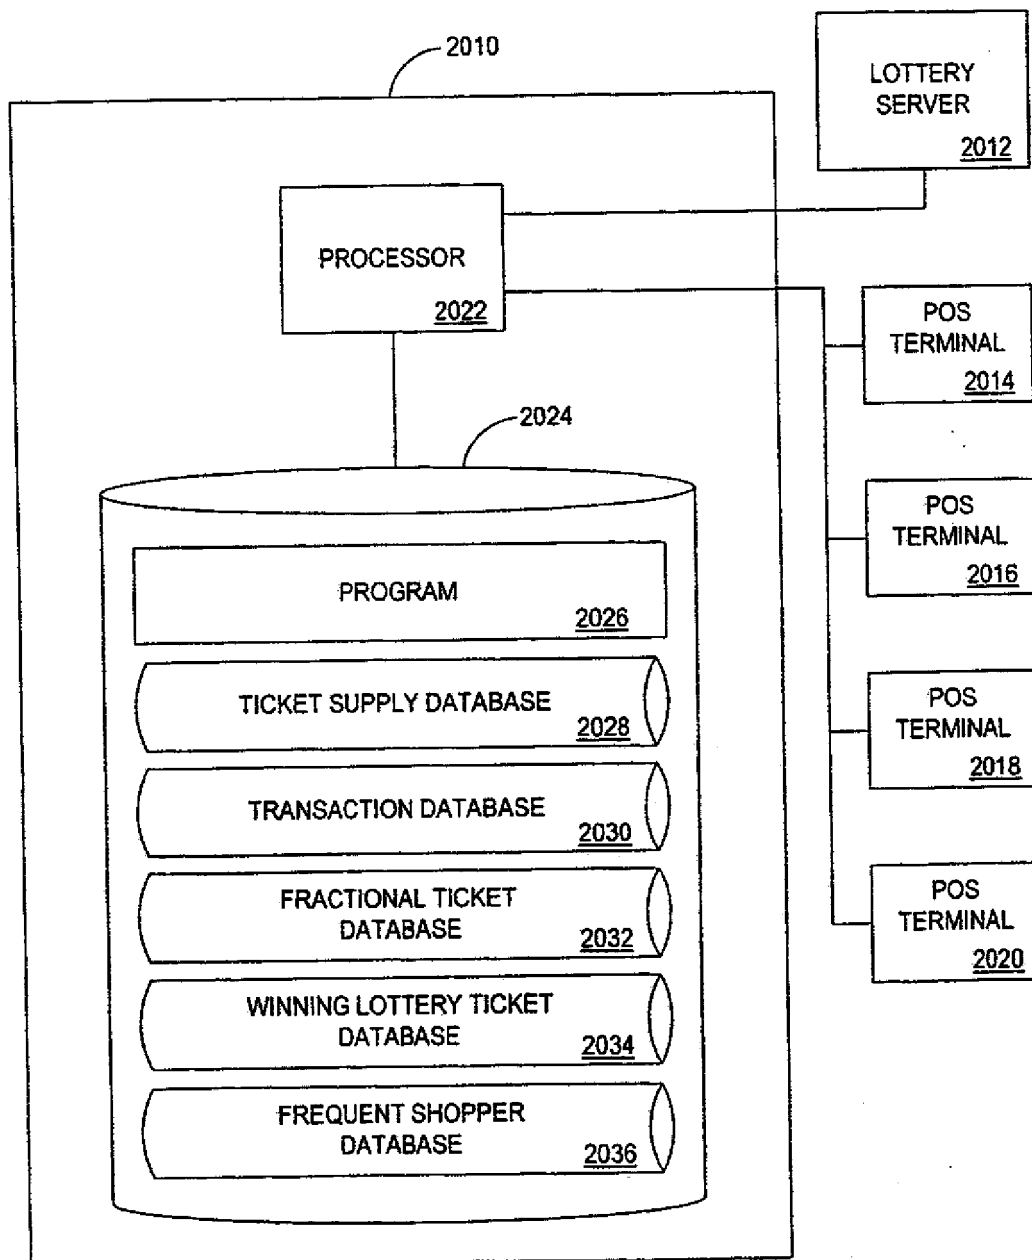 2010
LOTTERY
SERVER
2012
PROCESSOR
2022
POS
TERMINAL
2014
2024
POS
TERMINAL
2016
PROGRAM
2026
TICKET SUPPLY DATABASE
2028
POS
TERMINAL
2018
TRANSACTION DATABASE
2030
FRACTIONAL TICKET
DATABASE
2032
POS
TERMINAL
2020
WINNING LOTTERY TICKET
DATABASE
2034
FREQUENT SHOPPER
DATABASE
2036